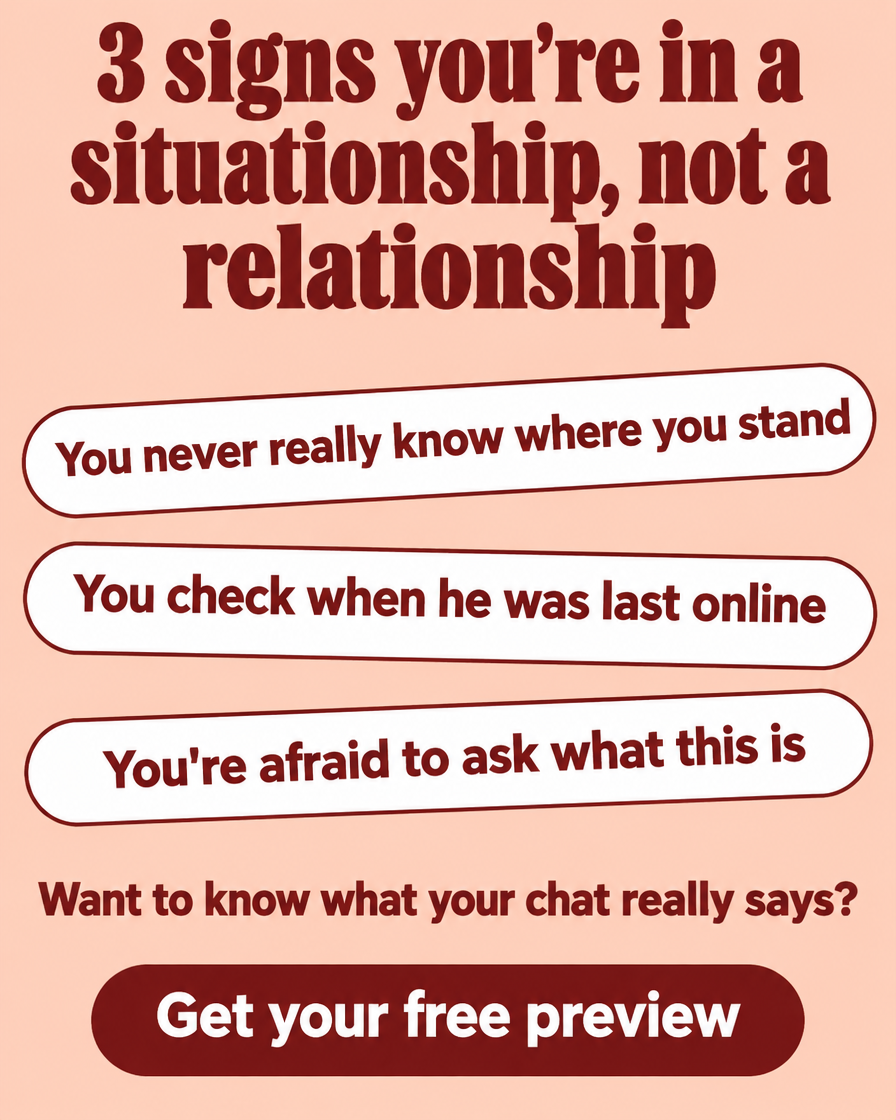 3 signs you’re in a
situationship, not a
relationship
You never really know where you stand
You check when he was last online
You're afraid to ask what this is
Want to know what your chat really says?
Get your free preview